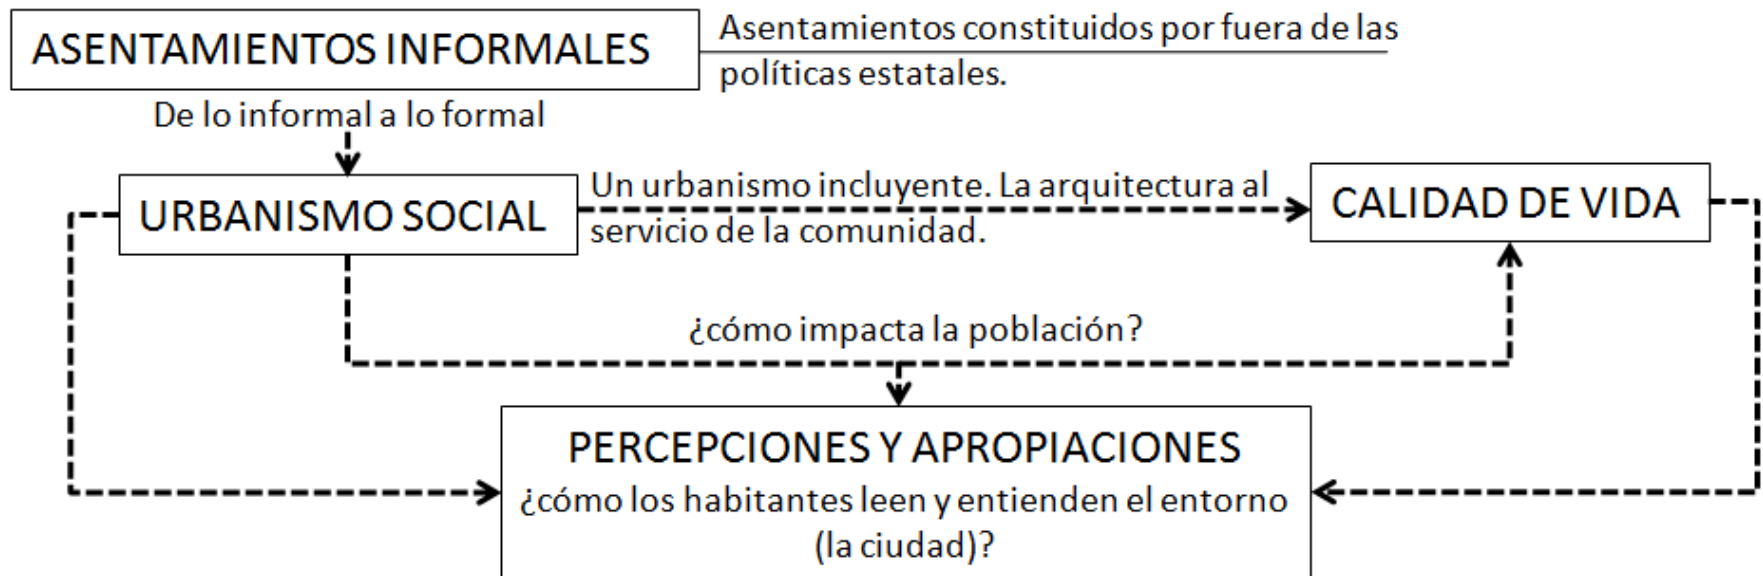 ASENTAMIENTOS INFORMALES
Asentamientos constituidos por fuera de las
políticas estatales.
De lo informal a lo formal
URBANISMO SOCIAL
Un urbanismo incluyente. La arquitectura al
servicio de la comunidad.
CALIDAD DE VIDA
¿cómo impacta la población?
PERCEPCIONES Y APROPIACIONES
¿cómo los habitantes leen y entienden el entorno
(la ciudad)?